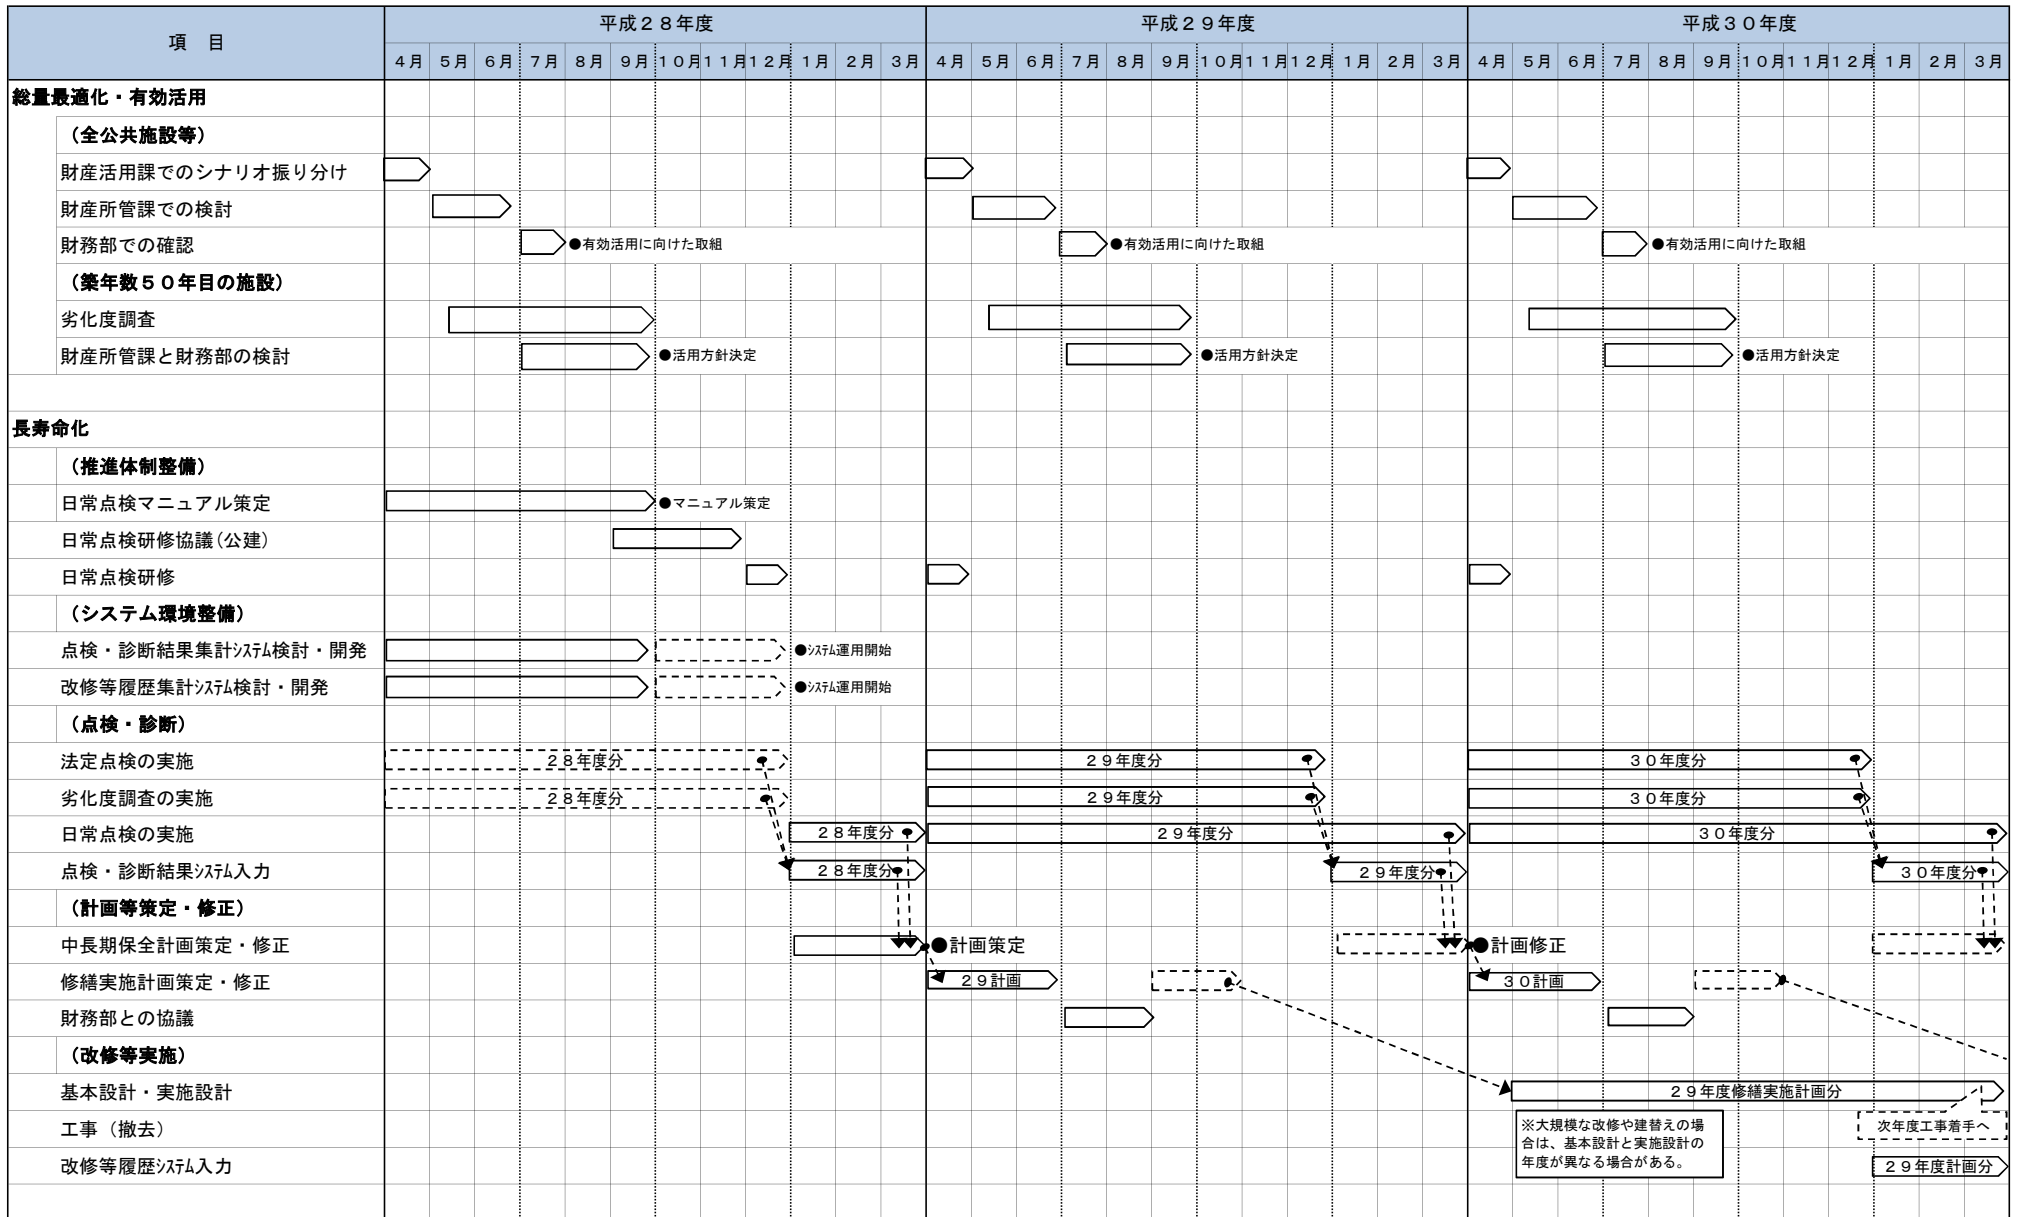 項　目
平成２８年度
平成２９年度
平成３０年度
４月 ５月 ６月 ７月 ８月 ９月 １０月 １１月 １２月 １月 ２月 ３月 ４月 ５月 ６月 ７月 ８月 ９月 １０月 １１月 １２月 １月 ２月 ３月 ４月 ５月 ６月 ７月 ８月 ９月 １０月 １１月 １２月 １月 ２月 ３月
総量最適化・有効活用
（全公共施設等）
財産活用課でのシナリオ振り分け
財産所管課での検討
財務部での確認 ●有効活用に向けた取組 ●有効活用に向けた取組 ●有効活用に向けた取組
（築年数５０年目の施設）
劣化度調査
財産所管課と財務部の検討 ●活用方針決定 ●活用方針決定 ●活用方針決定
長寿命化
（推進体制整備）
日常点検マニュアル策定 ●マニュアル策定
日常点検研修協議（公建）
日常点検研修
（システム環境整備）
点検・診断結果集計ｼｽﾃﾑ検討・開発 ●ｼｽﾃﾑ運用開始
改修等履歴集計ｼｽﾃﾑ検討・開発 ●ｼｽﾃﾑ運用開始
（点検・診断）
法定点検の実施 ２８年度分 ２９年度分 ３０年度分
劣化度調査の実施 ２８年度分 ２９年度分 ３０年度分
日常点検の実施 ２８年度分 ２９年度分 ３０年度分
点検・診断結果ｼｽﾃﾑ入力 ２８年度分 ２９年度分 ３０年度分
（計画等策定・修正）
中長期保全計画策定・修正 ●計画策定 ●計画修正
修繕実施計画策定・修正 ２９計画 ３０計画
財務部との協議
（改修等実施）
基本設計・実施設計 ２９年度修繕実施計画分
工事（撤去）
※大規模な改修や建替えの場
合は、基本設計と実施設計の
年度が異なる場合がある。
次年度工事着手へ
改修等履歴ｼｽﾃﾑ入力 ２９年度計画分